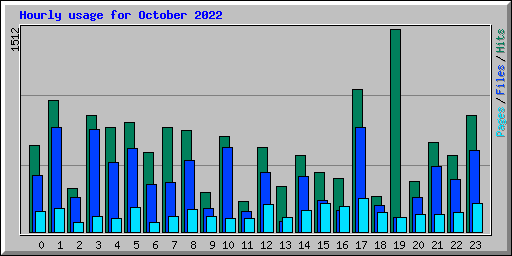 Hourly usage for October 2022
1512
Pages/Files/Hits
0 1 2 3 4 5 6 7 8 9 10 11 12 13 14 15 16 17 18 19 20 21 22 23